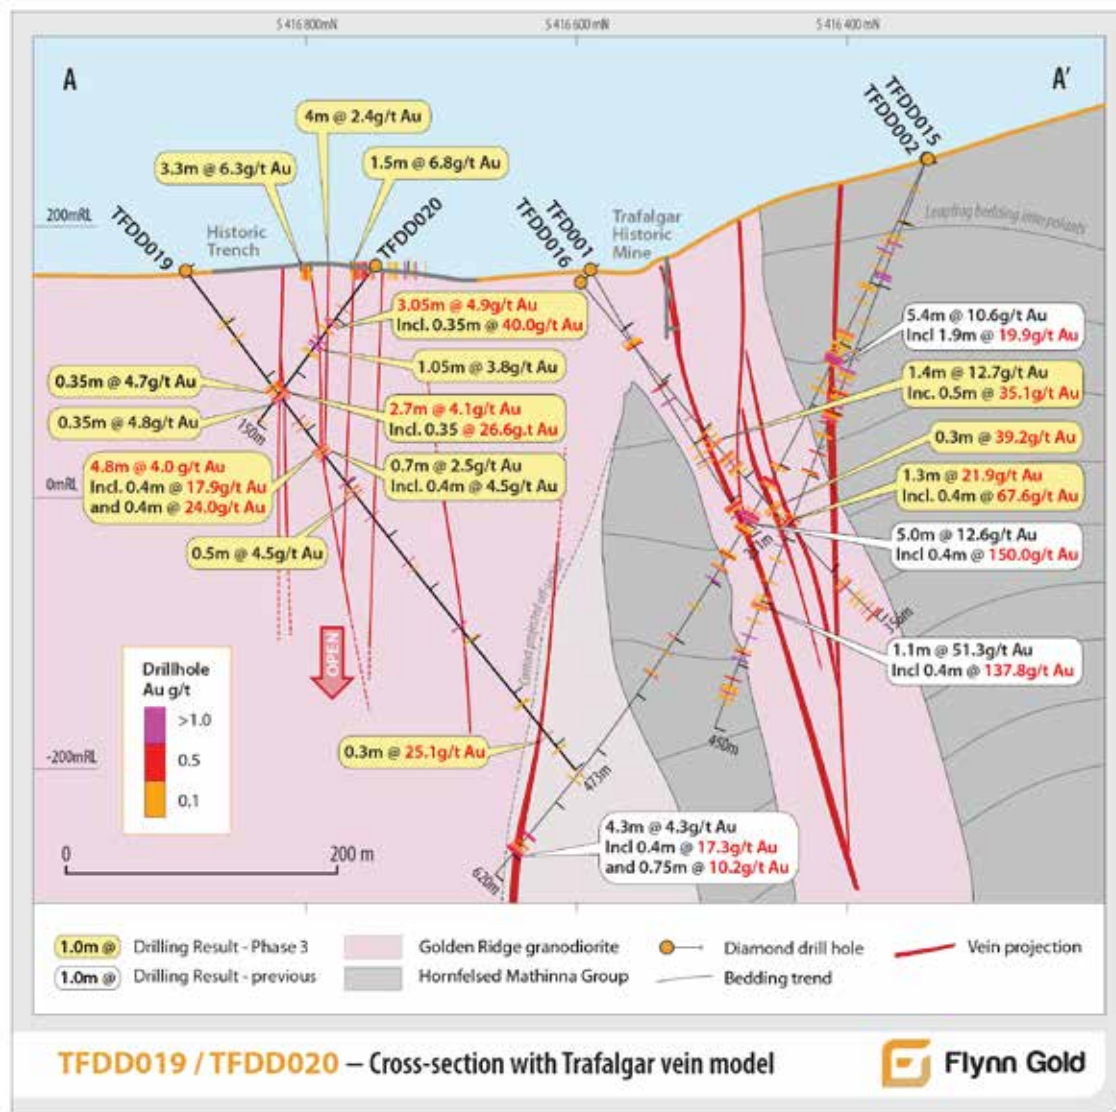 5 416 800mN
5 416 600 mN
5 416 400 mN
A
A'
4m @ 2.4g/t Au
3.3m @ 6.3g/t Au
1.5m @ 6.8g/t Au
TFDD015
TFDD002
200mRL
TFDD019
Historic
Trench
TFDD020
TFDD001
TFDD016
Trafalgar
Historic
Mine
Leapfrog bedding interpolants
3.05m @ 4.9g/t Au
Incl. 0.35m @ 40.0g/t Au
5.4m @ 10.6g/t Au
Incl 1.9m @ 19.9g/t Au
1.05m @ 3.8g/t Au
0.35m @ 4.7g/t Au
1.4m @ 12.7g/t Au
Inc. 0.5m @ 35.1g/t Au
0.35m @ 4.8g/t Au
150m
2.7m @ 4.1g/t Au
Incl. 0.35 @ 26.6g.t Au
0.3m @ 39.2g/t Au
4.8m @ 4.0 g/t Au
Incl. 0.4m @ 17.9g/t Au
and 0.4m @ 24.0g/t Au
0mRL
0.7m @ 2.5g/t Au
Incl. 0.4m @ 4.5g/t Au
1.3m @ 21.9g/t Au
Incl. 0.4m @ 67.6g/t Au
0.5m @ 4.5g/t Au
5.0m @ 12.6g/t Au
Incl 0.4m @ 150.0g/t Au
OPEN
1.1m @ 51.3g/t Au
Incl 0.4m @ 137.8g/t Au
Drillhole
Au g/t
>1.0
0.5
0.1
450m
-200mRL
0.3m @ 25.1g/t Au
473m
4.3m @ 4.3g/t Au
Incl 0.4m @ 17.3g/t Au
and 0.75m @ 10.2g/t Au
620m
0 200 m
1.0m @ Drilling Result - Phase 3
1.0m @ Drilling Result - previous
Golden Ridge granodiorite
Hornfelsed Mathinna Group
Diamond drill hole
Bedding trend
Vein projection
TFDD019 / TFDD020 – Cross-section with Trafalgar vein model
Flynn Gold